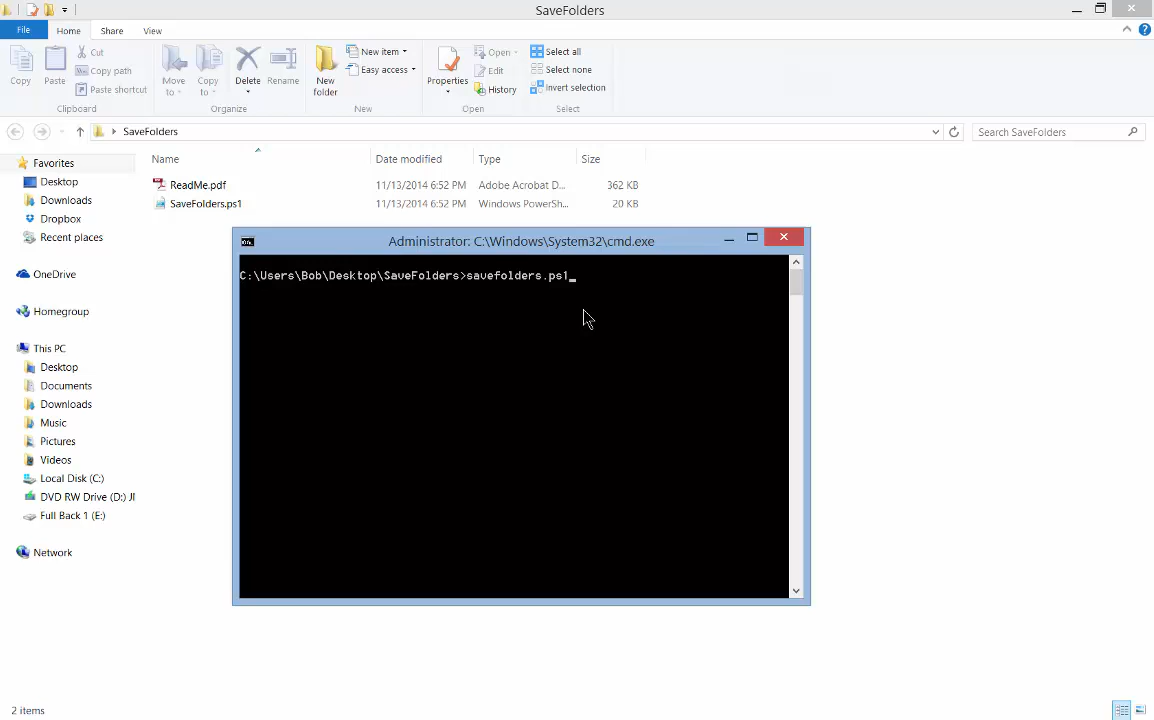 SaveFolders
File Home Share View
Copy
Paste
Cut
Copy path
Paste shortcut
Clipboard
Move to
Copy to
Delete
Rename
Organize
New folder
New item
Easy access
New
Properties
Open
Edit
History
Open
Select all
Select none
Invert selection
Select
SaveFolders
Search SaveFolders
Favorites
Desktop
Downloads
Dropbox
Recent places
OneDrive
Homegroup
This PC
Desktop
Documents
Downloads
Music
Pictures
Videos
Local Disk (C:)
DVD RW Drive (D:) JI
Full Back 1 (E:)
Network
Name Date modified Type Size
ReadMe.pdf 11/13/2014 6:52 PM Adobe Acrobat D... 362 KB
SaveFolders.ps1 11/13/2014 6:52 PM Windows PowerSh... 20 KB
Administrator: C:\Windows\System32\cmd.exe
C:\Users\Bob\Desktop\SaveFolders>savefolders.ps1_
2 items